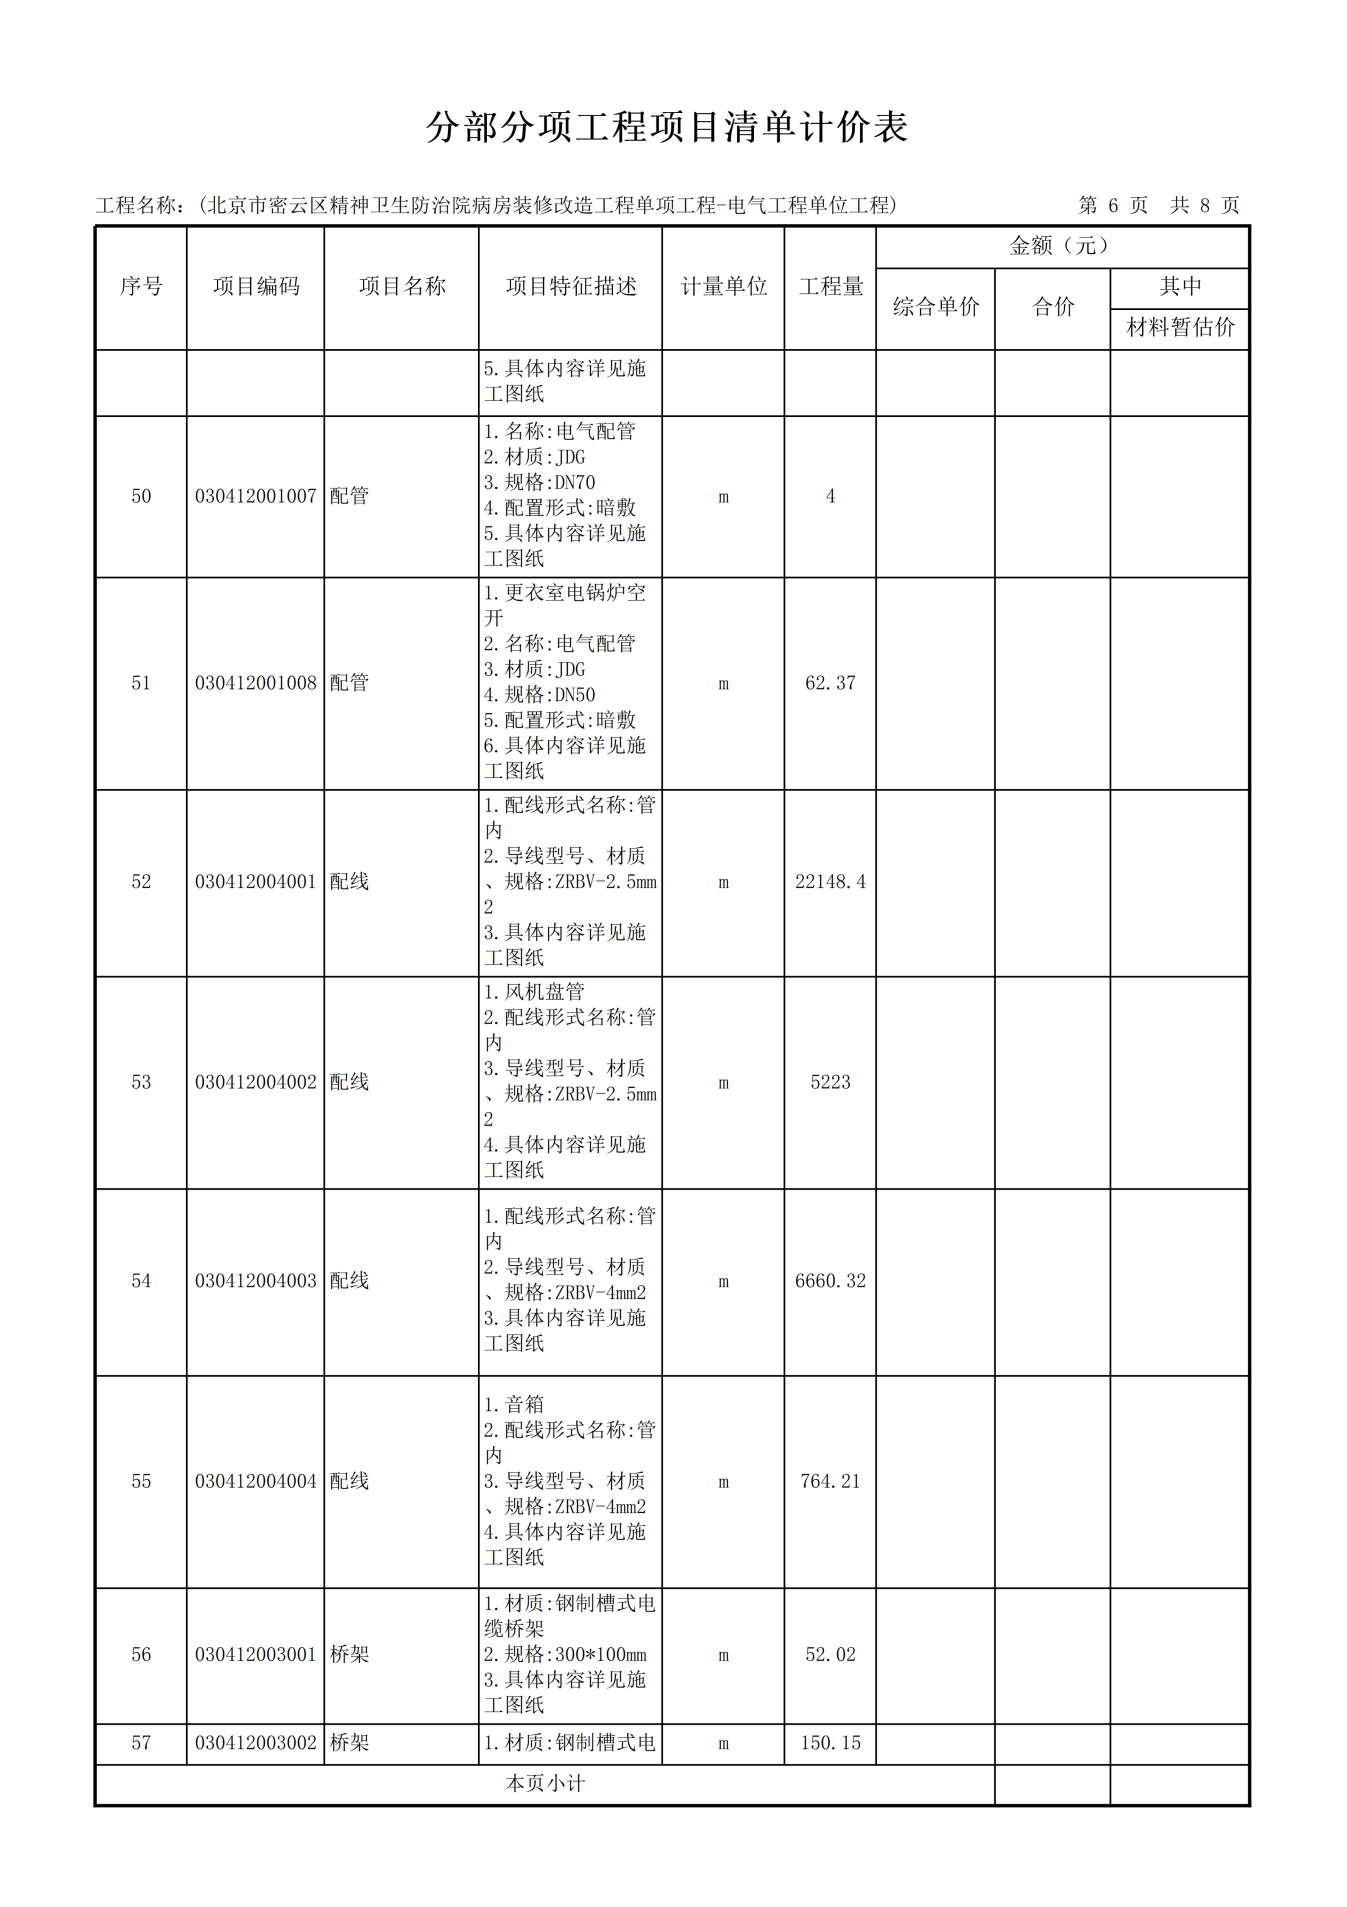 分部分项工程项目清单计价表
工程名称：(北京市密云区精神卫生防治院病房装修改造工程单项工程-电气工程单位工程) 第 6 页 共 8 页
序号 项目编码 项目名称 项目特征描述 计量单位 工程量 金额（元）
综合单价 合价 其中
材料暂估价
5.具体内容详见施
工图纸
50 030412001007 配管 m 4
1.名称:电气配管
2.材质:JDG
3.规格:DN70
4.配置形式:暗敷
5.具体内容详见施
工图纸
51 030412001008 配管 m 62.37
1.更衣室电锅炉空
开
2.名称:电气配管
3.材质:JDG
4.规格:DN50
5.配置形式:暗敷
6.具体内容详见施
工图纸
52 030412004001 配线 m 22148.4
1.配线形式名称:管
内
2.导线型号、材质
、规格:ZRBV-2.5mm
2
3.具体内容详见施
工图纸
53 030412004002 配线 m 5223
1.风机盘管
2.配线形式名称:管
内
3.导线型号、材质
、规格:ZRBV-2.5mm
2
4.具体内容详见施
工图纸
54 030412004003 配线 m 6660.32
1.配线形式名称:管
内
2.导线型号、材质
、规格:ZRBV-4mm2
3.具体内容详见施
工图纸
55 030412004004 配线 m 764.21
1.音箱
2.配线形式名称:管
内
3.导线型号、材质
、规格:ZRBV-4mm2
4.具体内容详见施
工图纸
56 030412003001 桥架 m 52.02
1.材质:钢制槽式电
缆桥架
2.规格:300*100mm
3.具体内容详见施
工图纸
57 030412003002 桥架 1.材质:钢制槽式电 m 150.15
本页小计